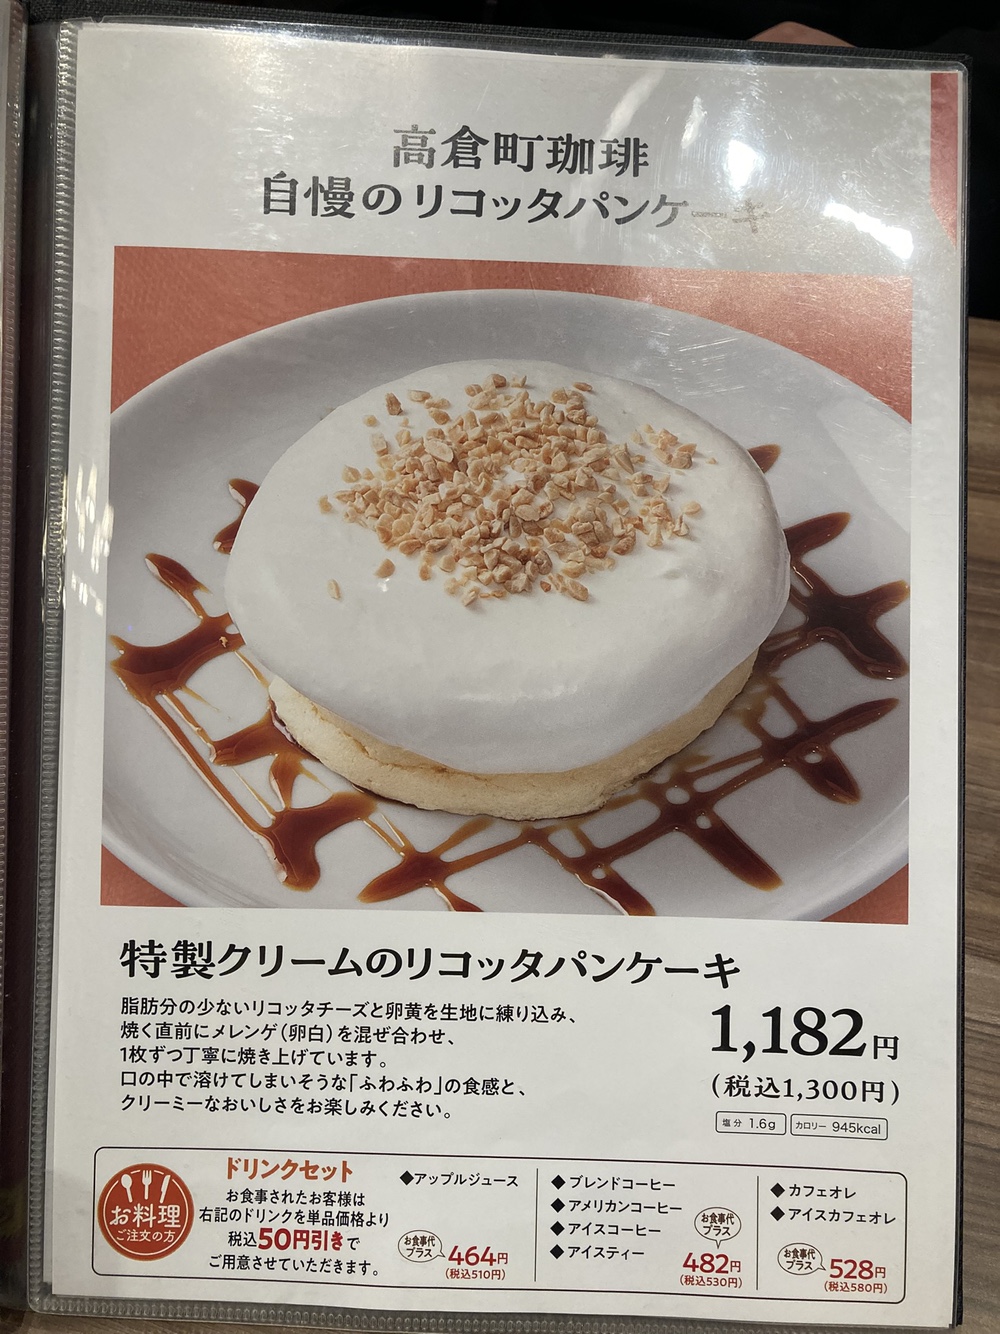 高倉町珈琲
自慢のリコッタパンケーキ
特製クリームのリコッタパンケーキ
脂肪分の少ないリコッタチーズと卵黄を生地に練り込み、
焼く直前にメレンゲ(卵白)を混ぜ合わせ、
1枚ずつ丁寧に焼き上げています。
口の中で溶けてしまいそうな「ふわふわ」の食感と、
クリーミーなおいしさをお楽しみください。
1,182円
(税込1,300円)
塩分 1.6g
カロリー 945kcal
お料理
ご注文の方
ドリンクセット
お食事されたお客様は
右記のドリンクを単品価格より
税込50円引きで
ご用意させていただきます。
◆アップルジュース
お食事代
プラス
464円
(税込510円)
◆ブレンドコーヒー
◆アメリカンコーヒー
◆アイスコーヒー
◆アイスティー
お食事代
プラス
482円
(税込530円)
◆カフェオレ
◆アイスカフェオレ
お食事代
プラス
528円
(税込580円)